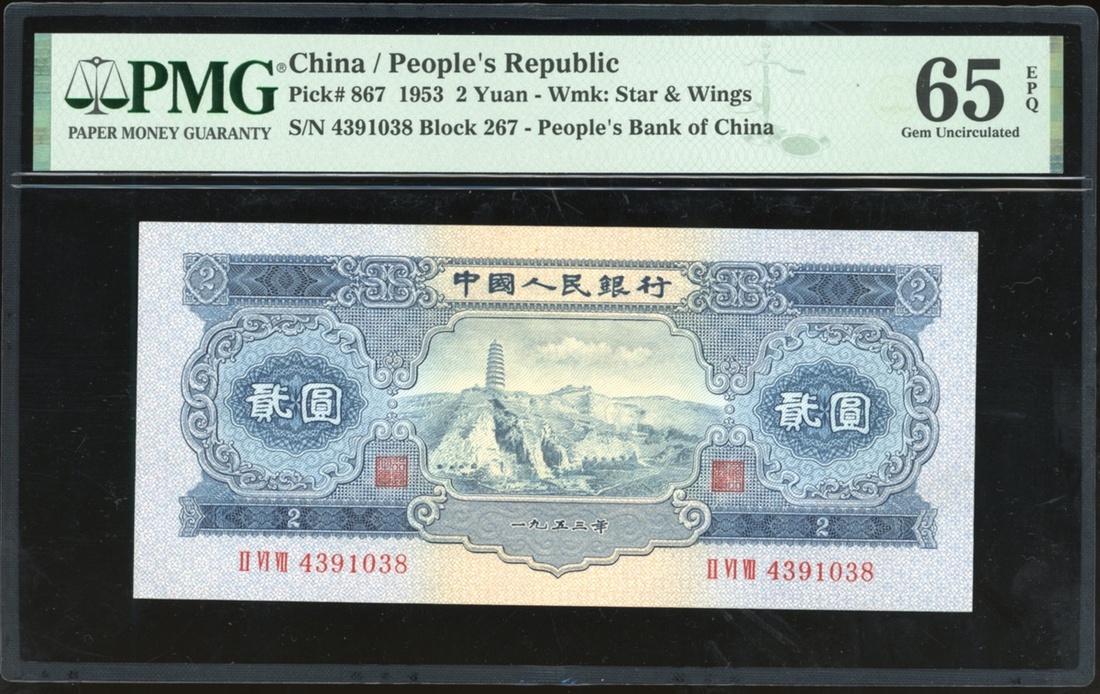 PMG®
PAPER MONEY GUARANTY
China / People's Republic
Pick# 867 1953 2 Yuan - Wmk: Star & Wings
S/N 4391038 Block 267 - People's Bank of China
65 EPQ
Gem Uncirculated
2 中國人民銀行 2
貳圓 貳圓
一九五三年
2 2
II VI VII 4391038 II VI VII 4391038